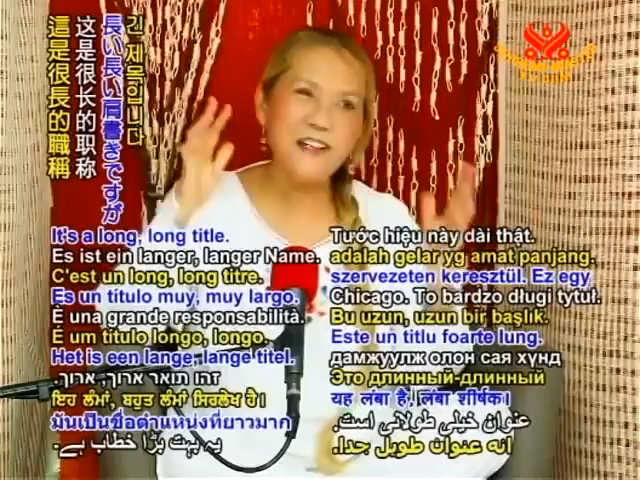 這是很長的職稱
这是很长的职称
長い長い肩書きですが
긴 제목입니다
It's a long, long title.
Es ist ein langer, langer Name.
C'est un long, long titre.
Es un título muy, muy largo.
È una grande responsabilità.
É um título longo, longo.
Het is een lange, lange titel.
זהו תואר ארוך, ארוך.
ਇਹ ਲੰਮਾਂ, ਬਹੁਤ ਲੰਮਾਂ ਸਿਰਲੇਖ ਹੈ।
มันเป็นชื่อตำแหน่งที่ยาวมาก
یہ بہت بڑا خطاب ہے.
Tước hiệu này dài thật.
adalah gelar yg amat panjang.
szervezeten keresztül. Ez egy
Chicago. To bardzo długi tytuł.
Bu uzun, uzun bir başlık.
Este un titlu foarte lung.
дамжуулж олон сая хүнд
Это длинный-длинный
यह लंबा है, लंबा शीर्षक।
عنوان خیلی طولانی است.
انه عنوان طويل جدا.